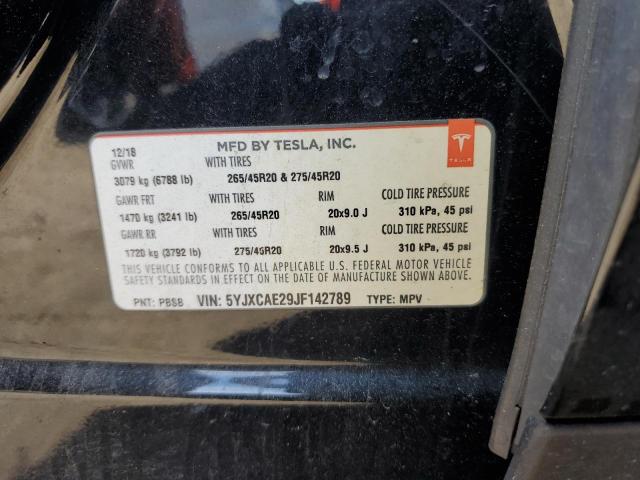 MFD BY TESLA, INC.
12/18
GVWR WITH TIRES
3079 kg (6788 lb) 265/45R20 & 275/45R20
GAWR FRT WITH TIRES RIM COLD TIRE PRESSURE
1470 kg (3241 lb) 265/45R20 20x9.0 J 310 kPa, 45 psi
GAWR RR WITH TIRES RIM COLD TIRE PRESSURE
1720 kg (3792 lb) 275/45R20 20x9.5 J 310 kPa, 45 psi
THIS VEHICLE CONFORMS TO ALL APPLICABLE U.S. FEDERAL MOTOR VEHICLE
SAFETY STANDARDS IN EFFECT ON THE DATE OF MANUFACTURE SHOWN ABOVE.
PNT: PBSB VIN: 5YJXCAE29JF142789 TYPE: MPV
TESLA